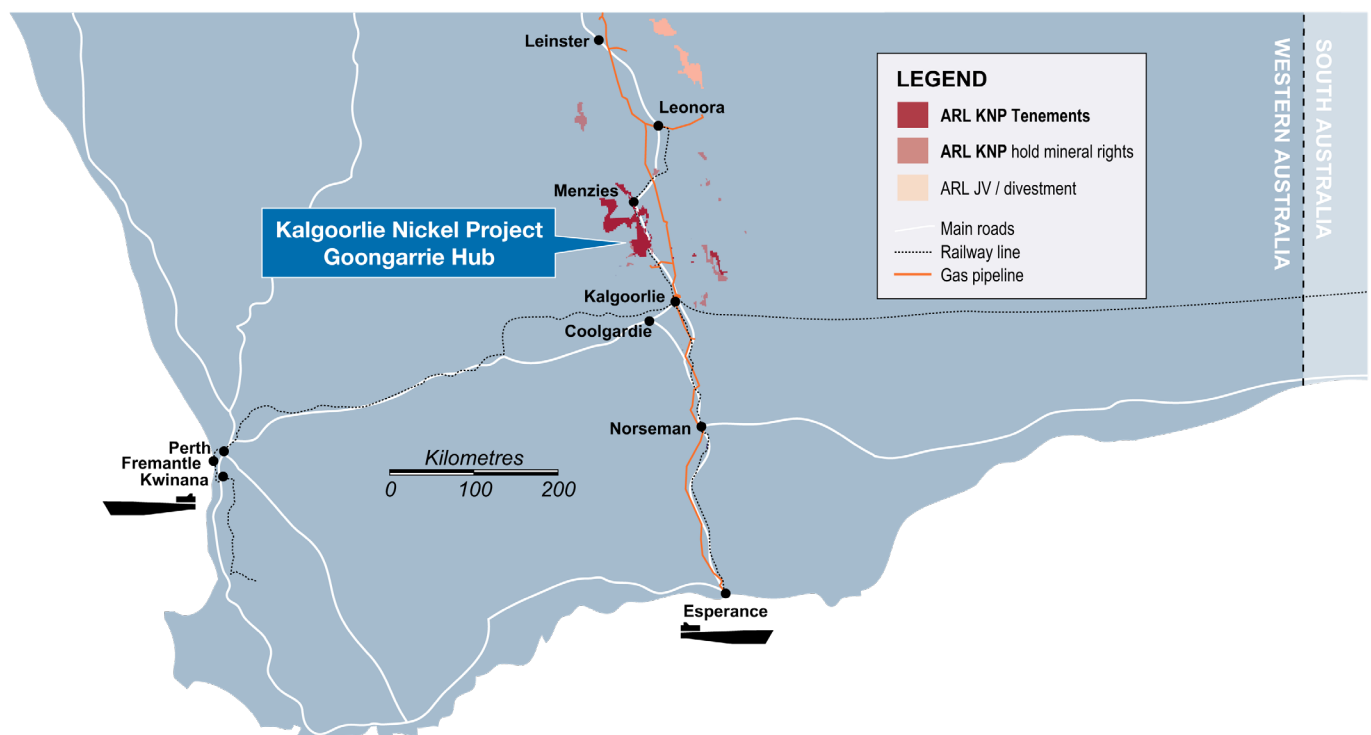 Leinster
Leonora
Menzies
Kalgoorlie Nickel Project
Goongarrie Hub
Kalgoorlie
Coolgardie
Norseman
Perth
Fremantle
Kwinana
Kilometres
0 100 200
Esperance
LEGEND
ARL KNP Tenements
ARL KNP hold mineral rights
ARL JV / divestment
Main roads
Railway line
Gas pipeline
WESTERN AUSTRALIA
SOUTH AUSTRALIA